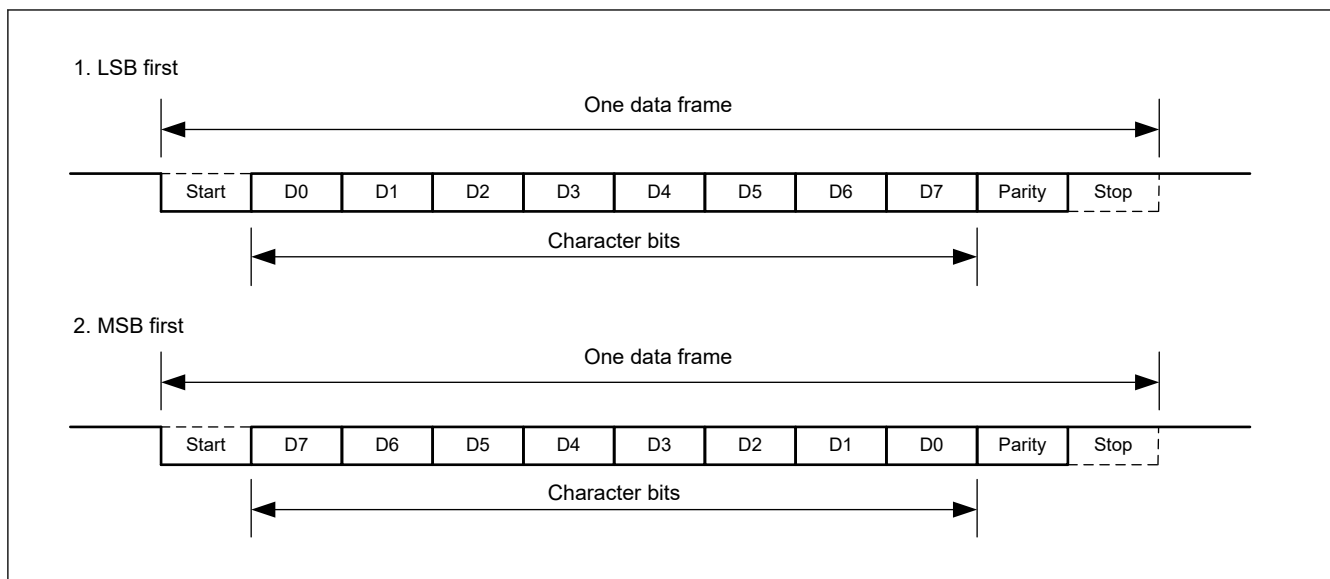 1. LSB first
One data frame
Start D0 D1 D2 D3 D4 D5 D6 D7 Parity Stop
Character bits
2. MSB first
One data frame
Start D7 D6 D5 D4 D3 D2 D1 D0 Parity Stop
Character bits